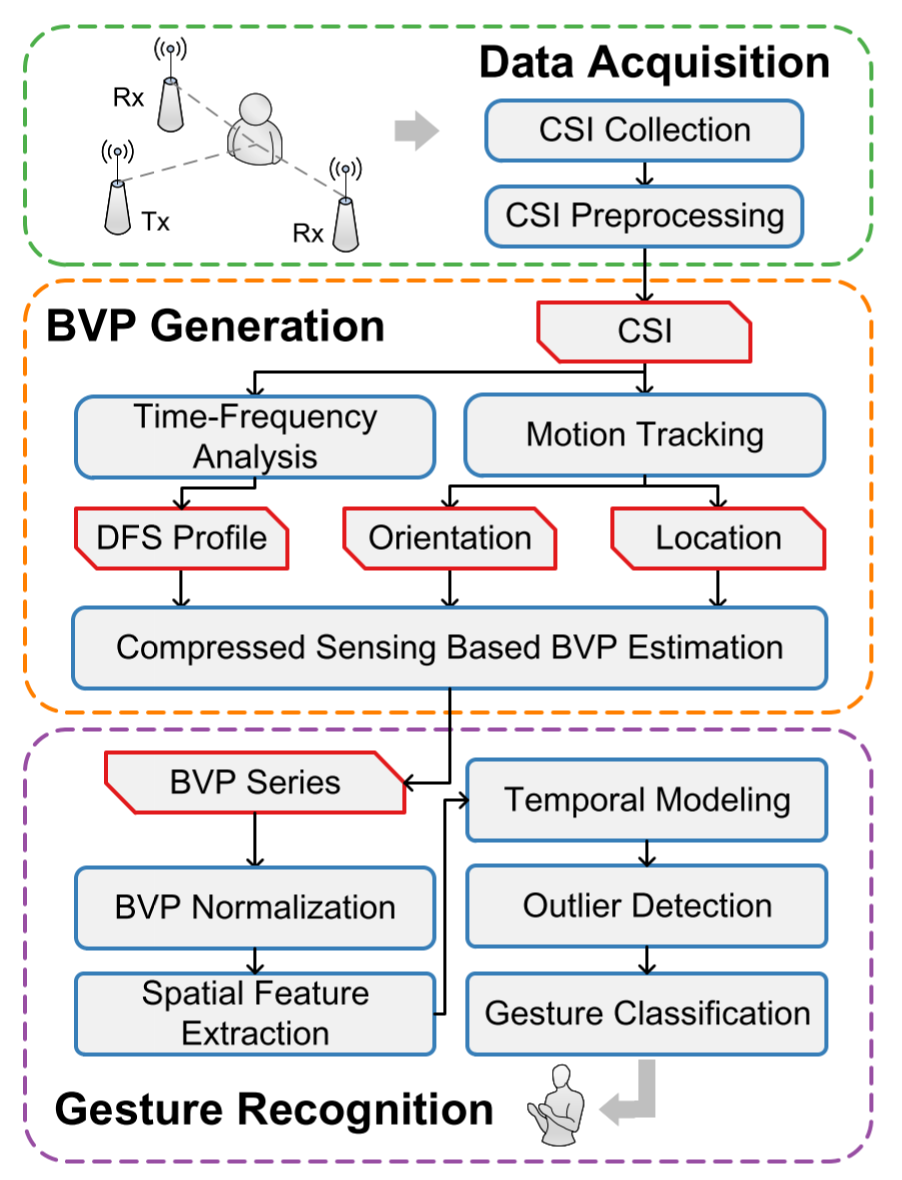 Data Acquisition
Rx
Tx
Rx
CSI Collection
CSI Preprocessing
BVP Generation
CSI
Time-Frequency
Analysis
Motion Tracking
DFS Profile
Orientation
Location
Compressed Sensing Based BVP Estimation
BVP Series
BVP Normalization
Spatial Feature
Extraction
Temporal Modeling
Outlier Detection
Gesture Classification
Gesture Recognition